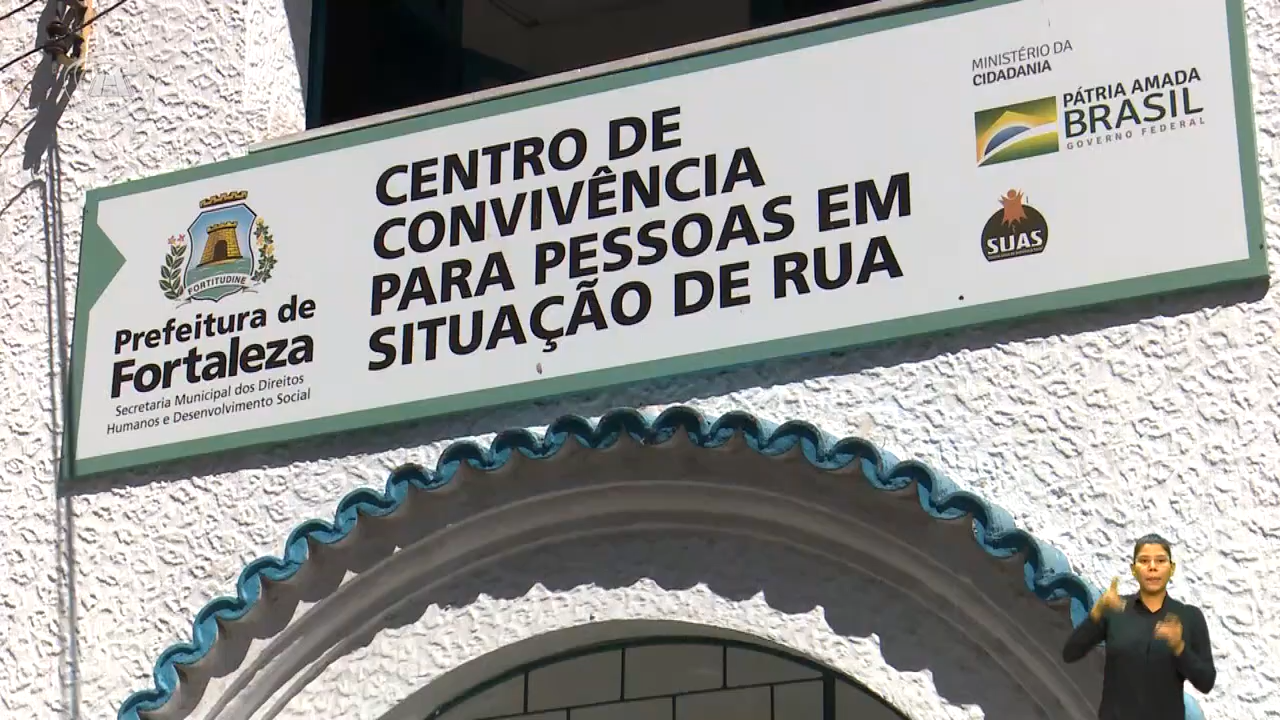 FORTITUDINE
Prefeitura de
Fortaleza
Secretaria Municipal dos Direitos
Humanos e Desenvolvimento Social
CENTRO DE
CONVIVÊNCIA
PARA PESSOAS EM
SITUAÇÃO DE RUA
MINISTÉRIO DA
CIDADANIA
PÁTRIA AMADA
BRASIL
GOVERNO FEDERAL
SUAS